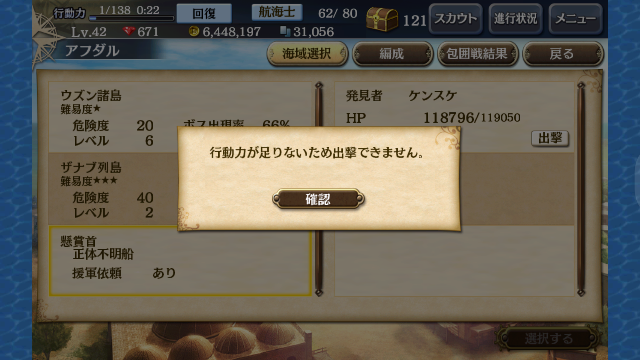 行動力 1/138 0:22 回復 航海士 62/80 121 スカウト 進行状況 メニュー
Lv.42 671 6,448,197 31,056
アフダル 海域選択 編成 包囲戦結果 戻る
ウズン諸島
難易度★
危険度 20 ボス出現率 66%
レベル 6
発見者 ケンスケ
HP 118796/119050
出撃
行動力が足りないため出撃できません。
確認
ザナブ列島
難易度★★★
危険度 40
レベル 2
懸賞首
正体不明船
援軍依頼 あり
選択する